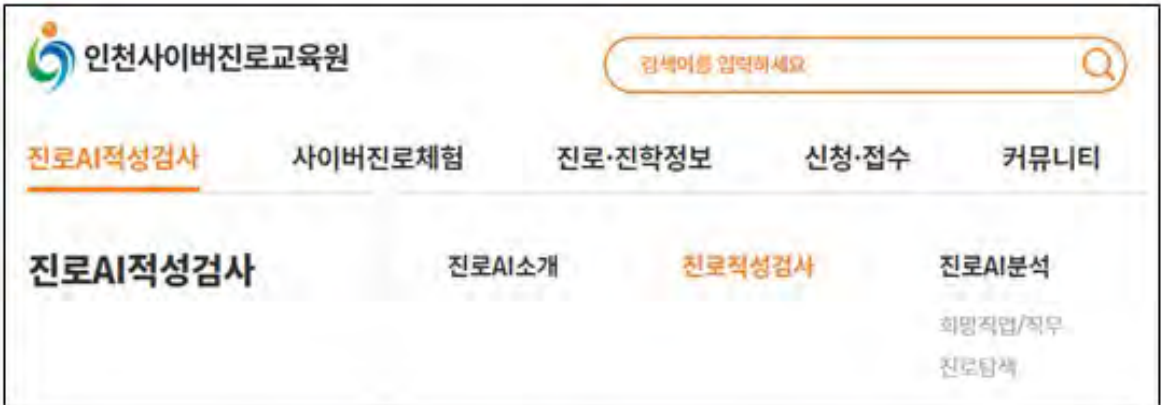 인천사이버진로교육원
검색어를 입력하세요
진로AI적성검사 사이버진로체험 진로·진학정보 신청·접수 커뮤니티
진로AI적성검사 진로AI소개 진로적성검사 진로AI분석
희망직업/직무
진로탐색